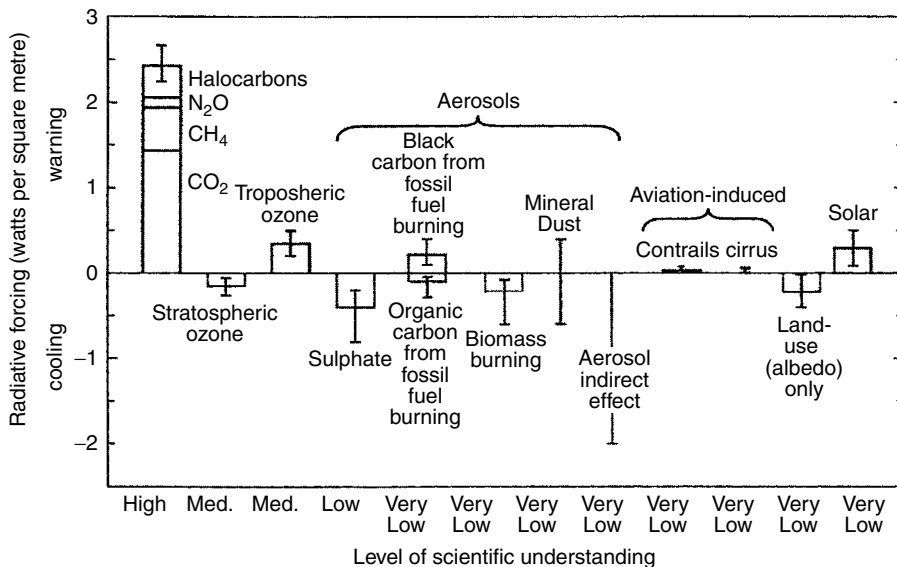 Radiative forcing (watts per square metre)
cooling
warning
3
2
1
0
−1
−2
Halocarbons
N₂O
CH₄
CO₂
Stratospheric
ozone
Troposheric
ozone
Aerosols
Sulphate
Black
carbon from
fossil
fuel
burning
Organic
carbon
from
fossil
fuel
burning
Biomass
burning
Mineral
Dust
Aerosol
indirect
effect
Aviation-induced
Contrails cirrus
Land-
use
(albedo)
only
Solar
High Med. Med. Low Very Very Very Very Very Very Very Very
Low Low Low Low Low Low Low Low
Level of scientific understanding